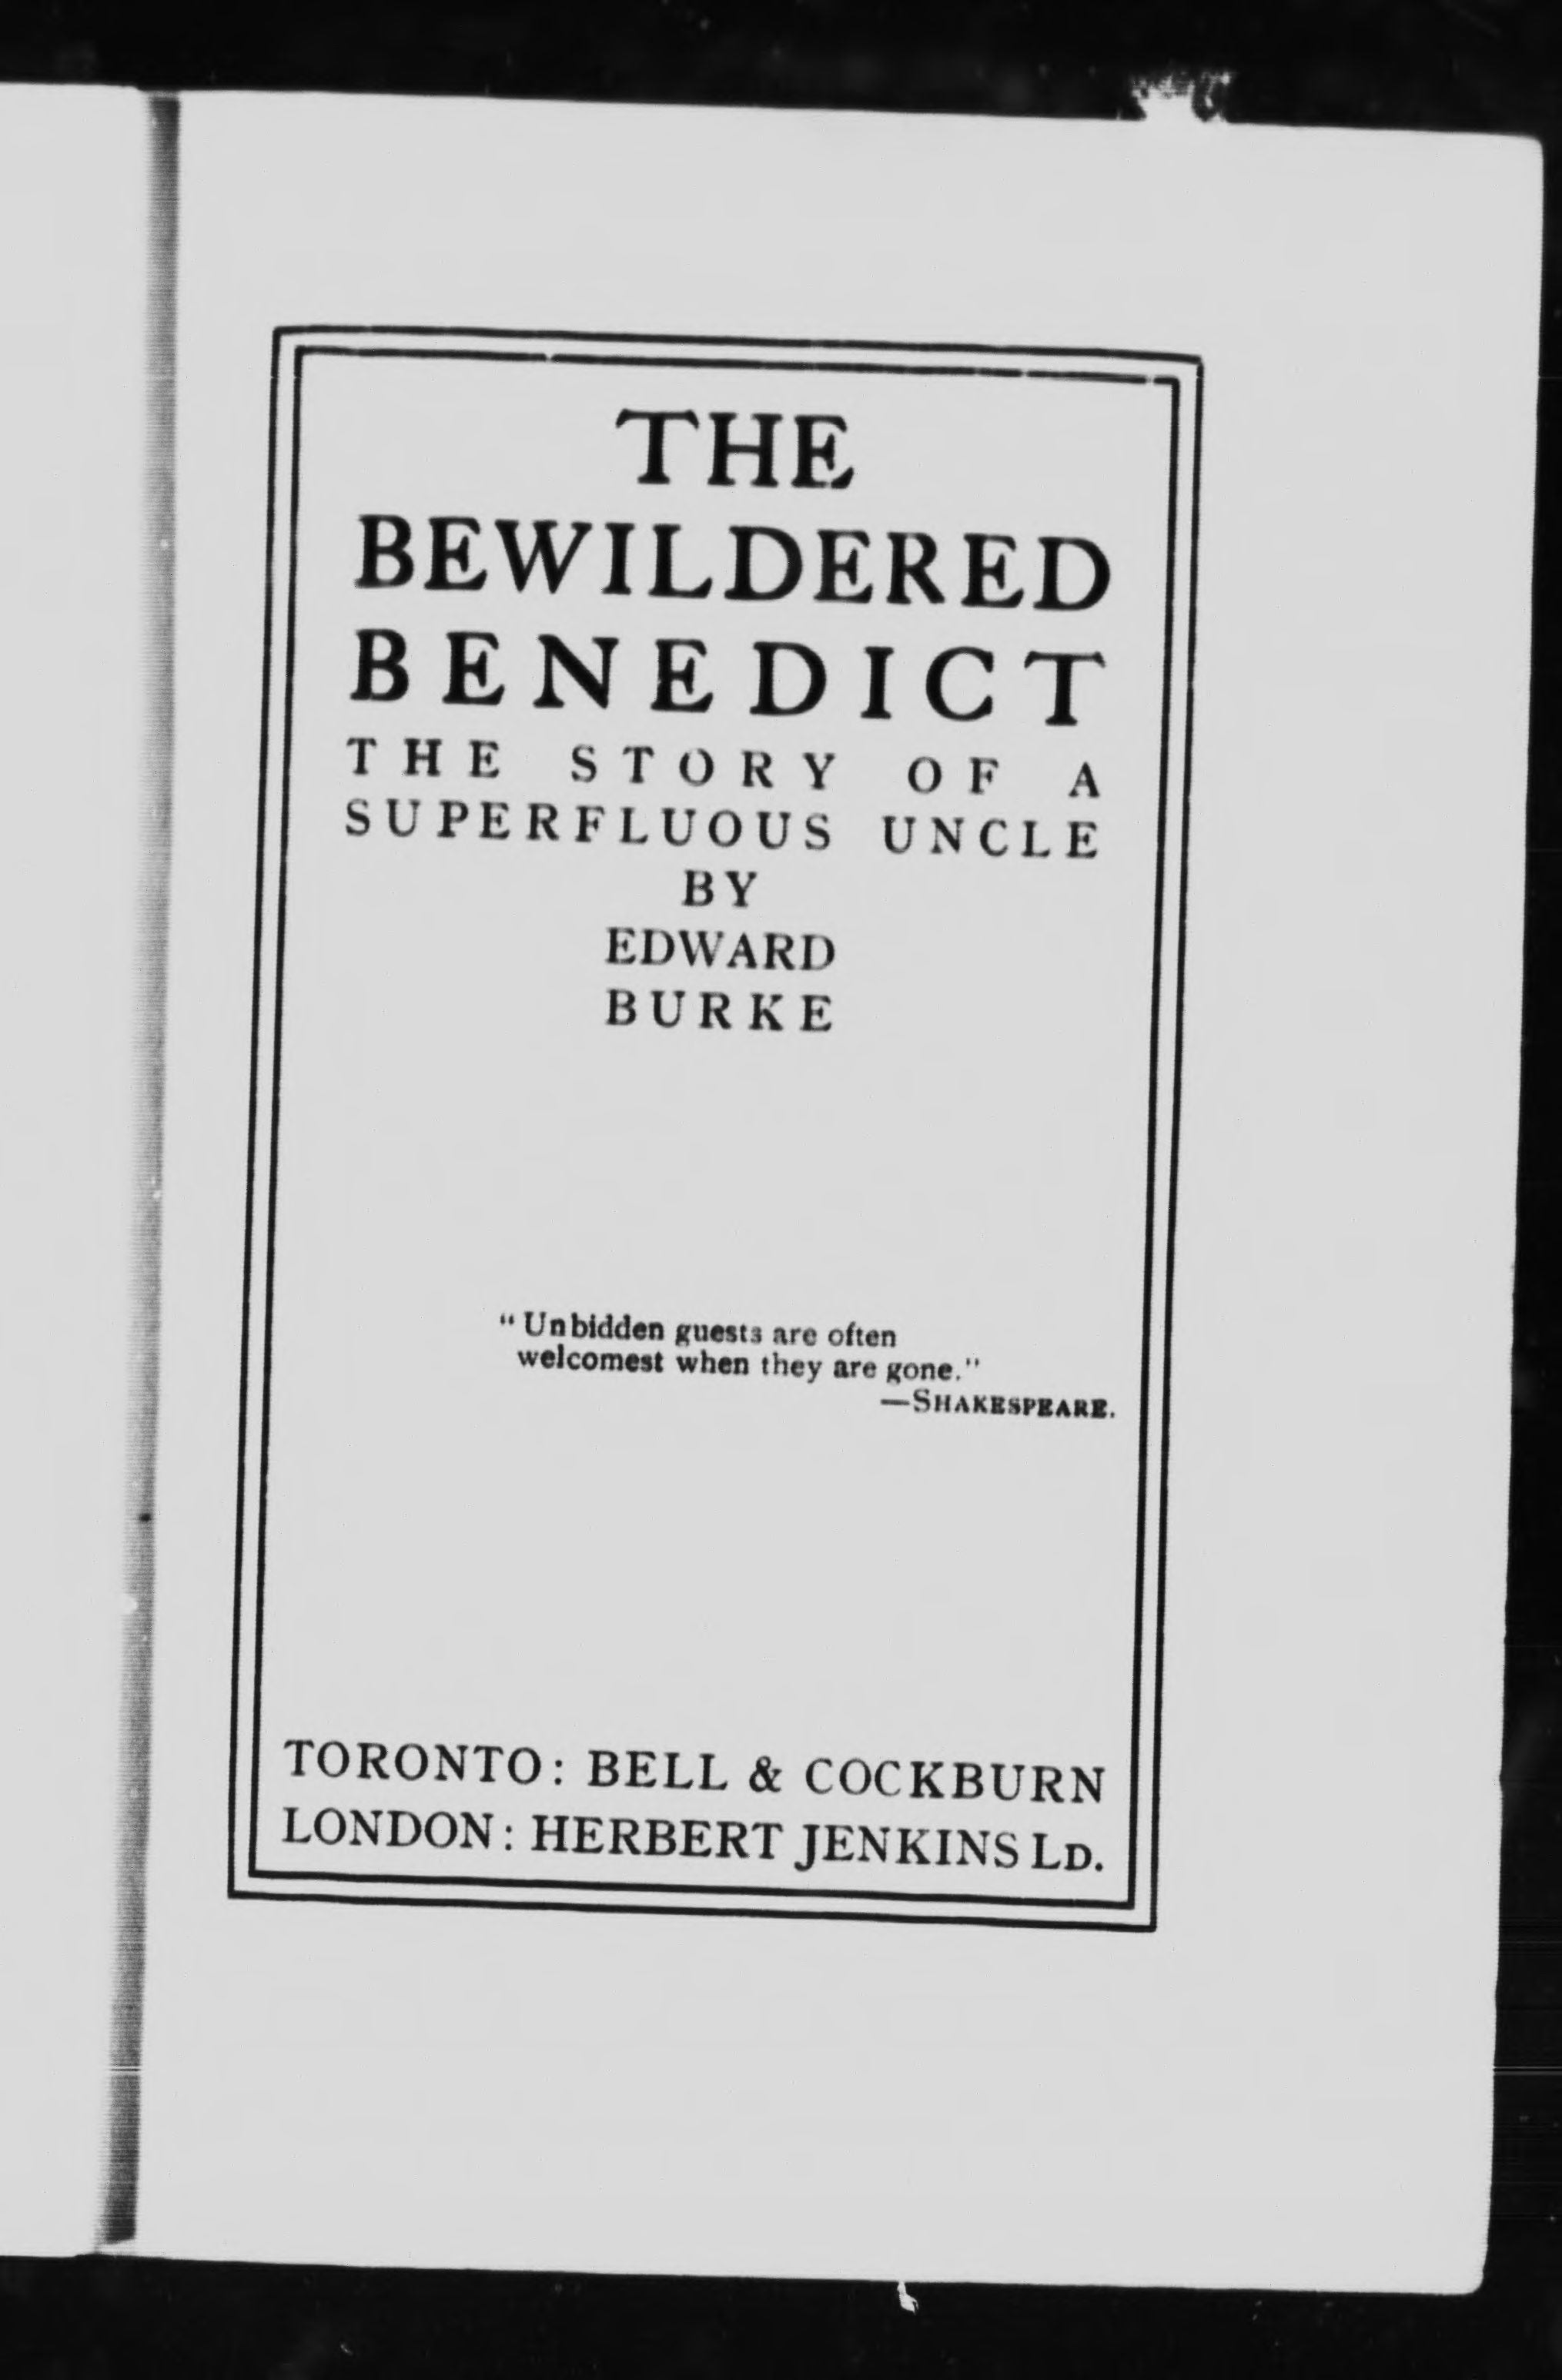 THE
BEWILDERED
BENEDICT
THE STORY OF A
SUPERFLUOUS UNCLE
BY
EDWARD
BURKE
“Unbidden guests are often
welcomest when they are gone.”
—SHAKESPEARE.
TORONTO: BELL & COCKBURN
LONDON: HERBERT JENKINS LD.